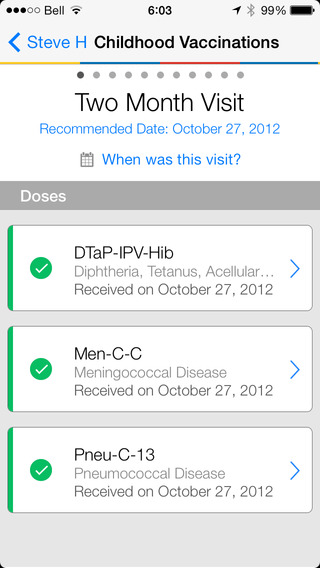 Bell 6:03 99%
Steve H Childhood Vaccinations
Two Month Visit
Recommended Date: October 27, 2012
When was this visit?
Doses
DTaP-IPV-Hib
Diphtheria, Tetanus, Acellular...
Received on October 27, 2012
Men-C-C
Meningococcal Disease
Received on October 27, 2012
Pneu-C-13
Pneumococcal Disease
Received on October 27, 2012